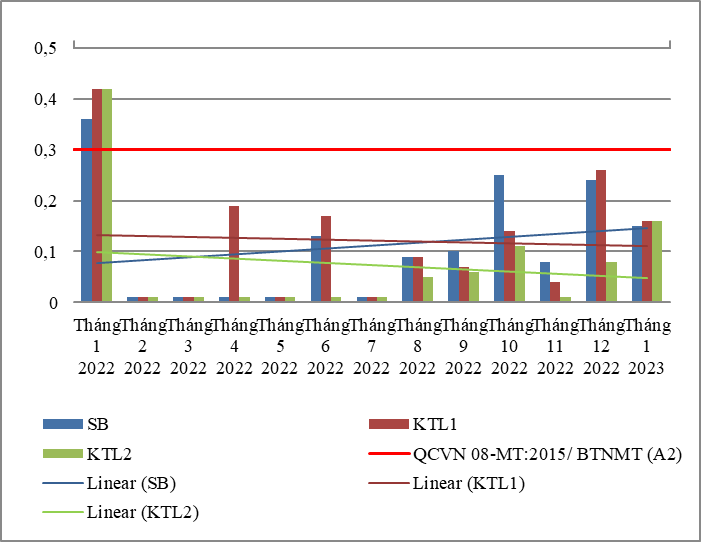 0,5
0,4
0,3
0,2
0,1
0
Tháng Tháng Tháng Tháng Tháng Tháng Tháng Tháng Tháng Tháng Tháng Tháng Tháng
1 2 3 4 5 6 7 8 9 10 11 12 1
2022 2022 2022 2022 2022 2022 2022 2022 2022 2022 2022 2022 2023
SB KTL1
KTL2 QCVN 08-MT:2015/ BTNMT (A2)
Linear (SB) Linear (KTL1)
Linear (KTL2)